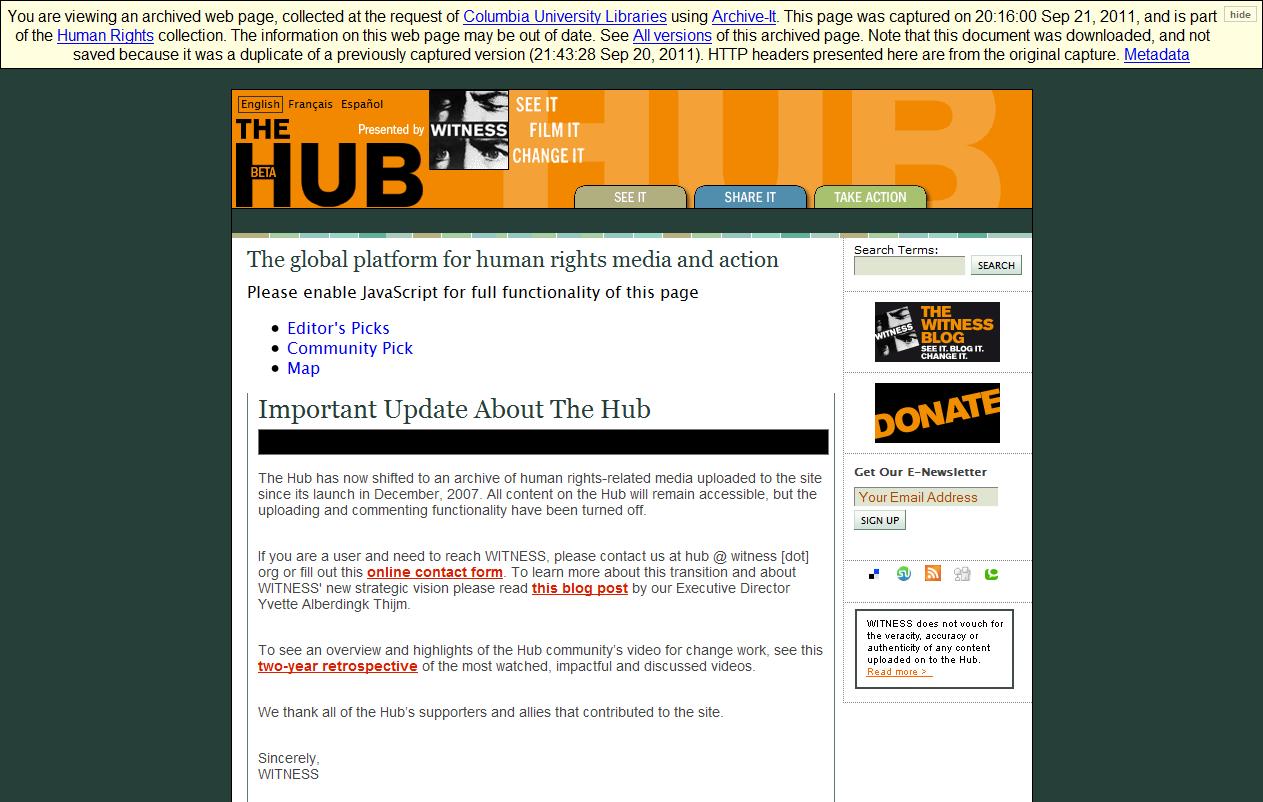 You are viewing an archived web page, collected at the request of Columbia University Libraries using Archive-It. This page was captured on 20:16:00 Sep 21, 2011, and is part
of the Human Rights collection. The information on this web page may be out of date. See All versions of this archived page. Note that this document was downloaded, and not
saved because it was a duplicate of a previously captured version (21:43:28 Sep 20, 2011). HTTP headers presented here are from the original capture. Metadata
hide
English Français Español
THE
HUB
BETA
Presented by
WITNESS
SEE IT
FILM IT
CHANGE IT
HUB
SEE IT
SHARE IT
TAKE ACTION
The global platform for human rights media and action
Please enable JavaScript for full functionality of this page
Editor's Picks
Community Pick
Map
Important Update About The Hub
The Hub has now shifted to an archive of human rights-related media uploaded to the site
since its launch in December, 2007. All content on the Hub will remain accessible, but the
uploading and commenting functionality have been turned off.
If you are a user and need to reach WITNESS, please contact us at hub @ witness [dot]
org or fill out this online contact form. To learn more about this transition and about
WITNESS' new strategic vision please read this blog post by our Executive Director
Yvette Alberdingk Thijm.
To see an overview and highlights of the Hub community's video for change work, see this
two-year retrospective of the most watched, impactful and discussed videos.
We thank all of the Hub's supporters and allies that contributed to the site.
Sincerely,
WITNESS
Search Terms:
SEARCH
WITNESS
THE
WITNESS
BLOG
SEE IT. BLOG IT.
CHANGE IT.
DONATE
Get Our E-Newsletter
Your Email Address
SIGN UP
WITNESS does not vouch for
the veracity, accuracy or
authenticity of any content
uploaded on to the Hub.
Read more >